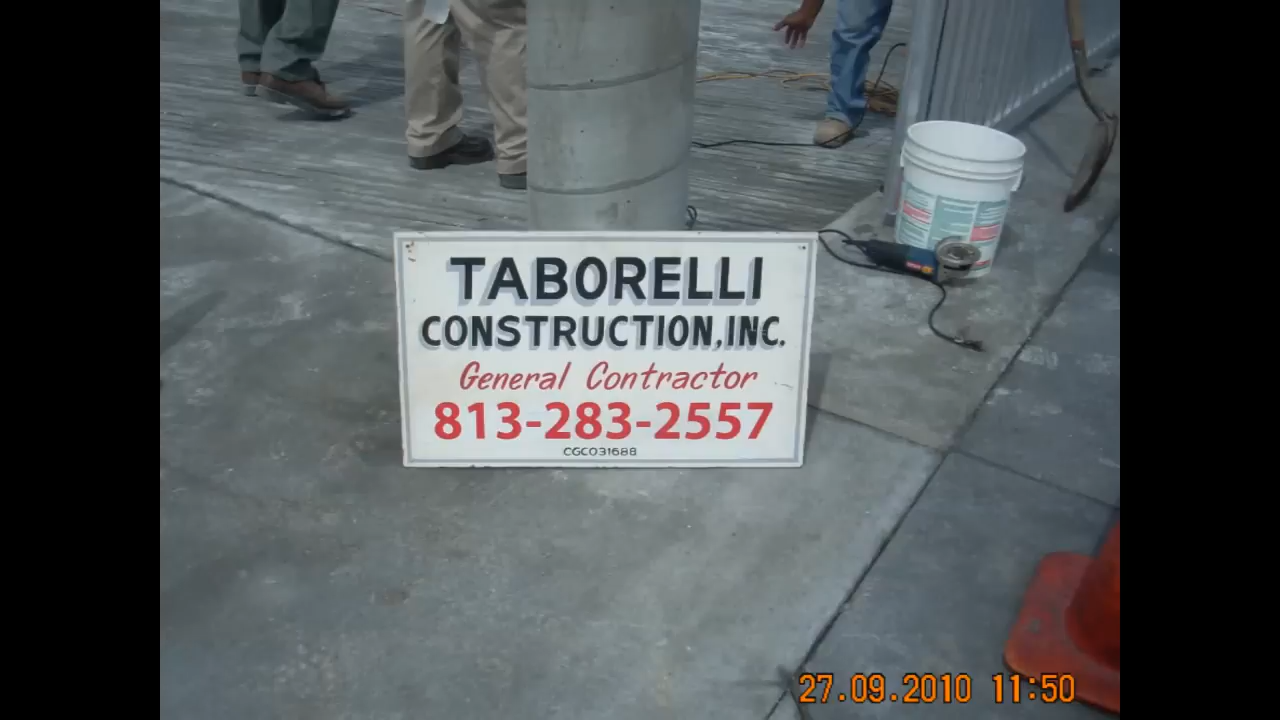 TABORELLI
CONSTRUCTION, INC.
General Contractor
813-283-2557
CGC031688
27.09.2010 11:50